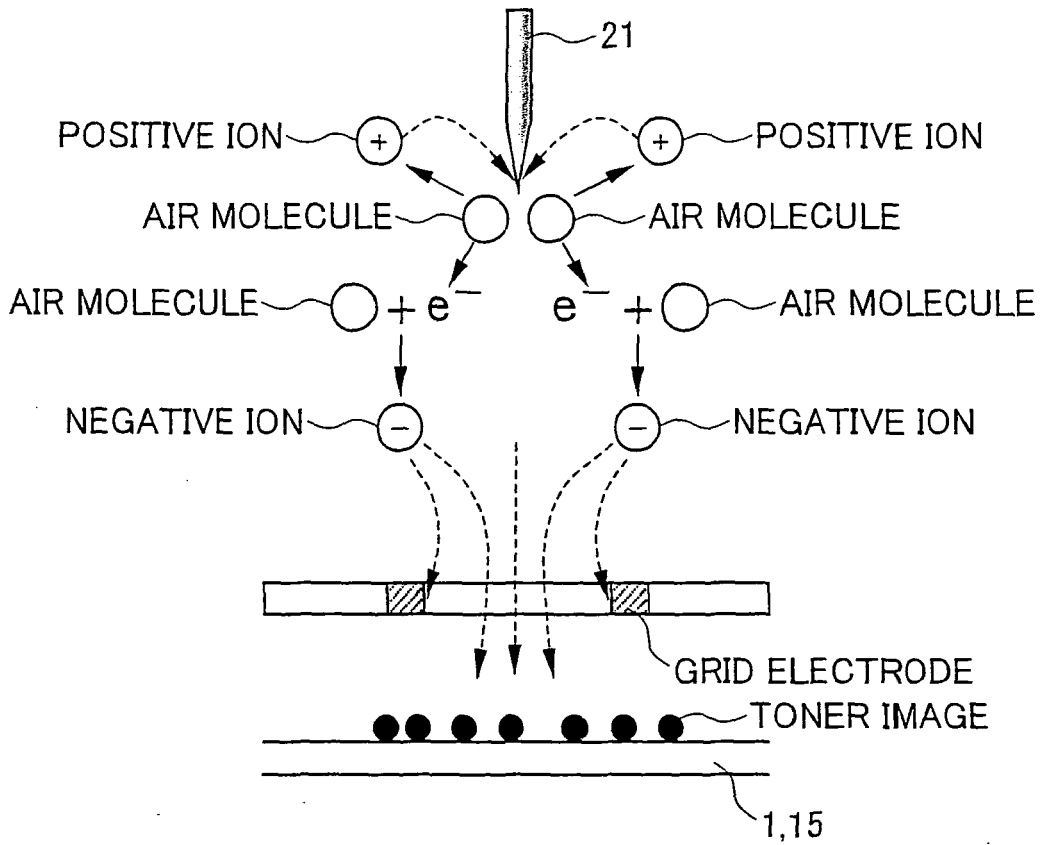 21
POSITIVE ION + + POSITIVE ION
AIR MOLECULE AIR MOLECULE
AIR MOLECULE + e⁻ e⁻ + AIR MOLECULE
NEGATIVE ION − − NEGATIVE ION
GRID ELECTRODE
TONER IMAGE
1,15